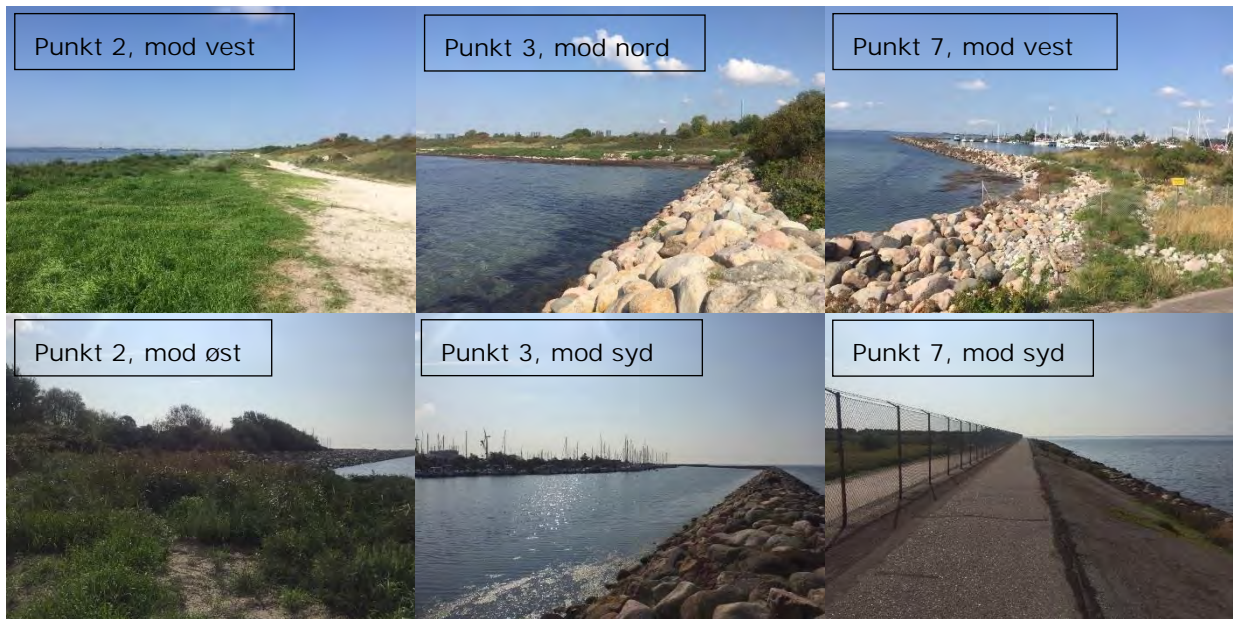 Punkt 2, mod vest
Punkt 3, mod nord
Punkt 7, mod vest
Punkt 2, mod øst
Punkt 3, mod syd
Punkt 7, mod syd